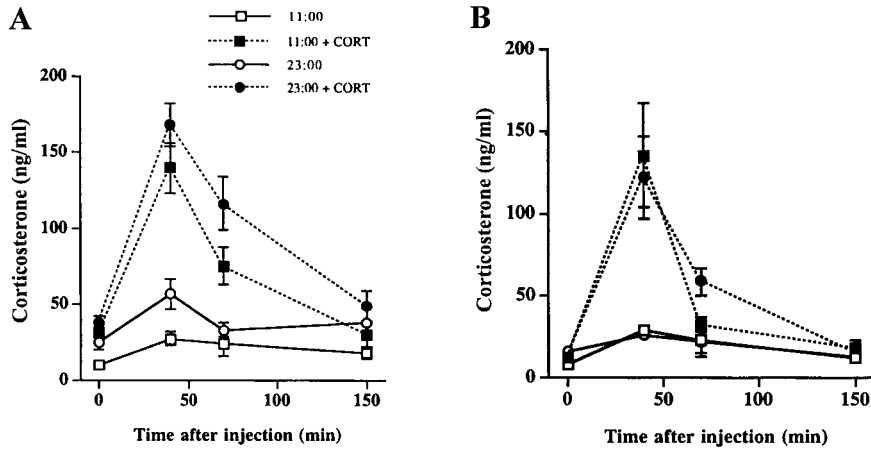 A
11:00
11:00 + CORT
23:00
23:00 + CORT
200
150
100
50
0
Corticosterone (ng/ml)
0
50
100
150
Time after injection (min)
B
200
150
100
50
0
Corticosterone (ng/ml)
0
50
100
150
Time after injection (min)